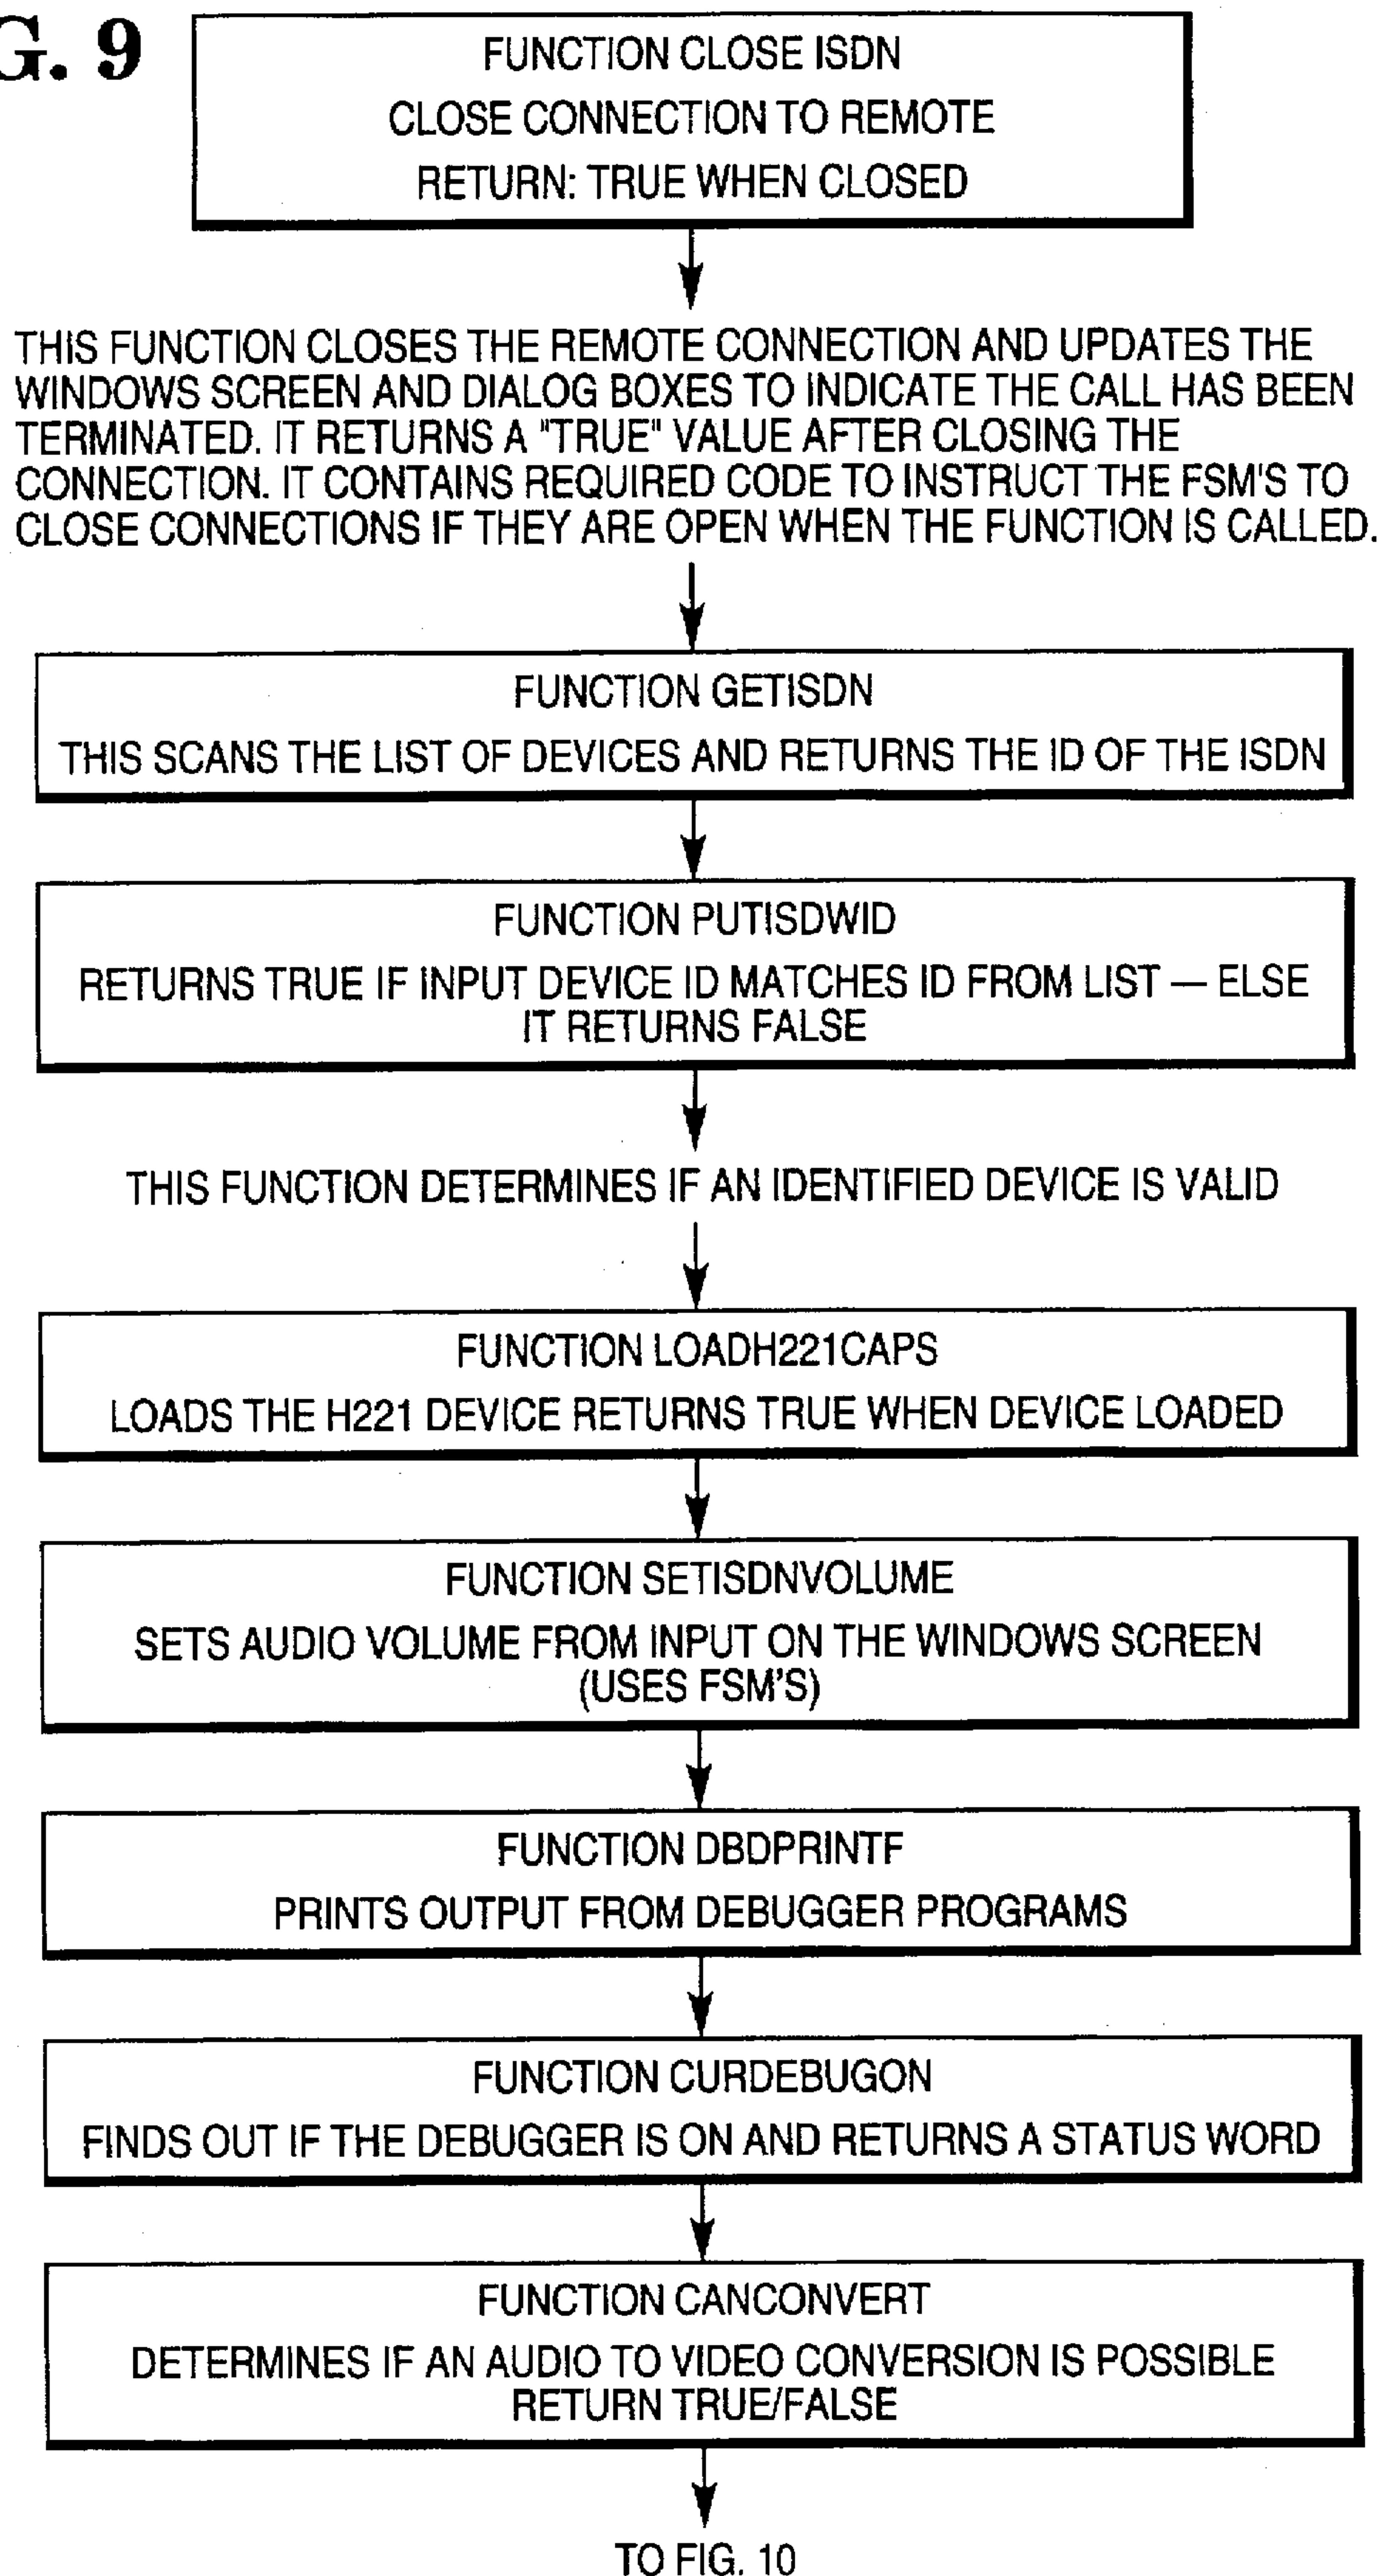 G. 9
FUNCTION CLOSE ISDN
CLOSE CONNECTION TO REMOTE
RETURN: TRUE WHEN CLOSED
THIS FUNCTION CLOSES THE REMOTE CONNECTION AND UPDATES THE
WINDOWS SCREEN AND DIALOG BOXES TO INDICATE THE CALL HAS BEEN
TERMINATED. IT RETURNS A "TRUE" VALUE AFTER CLOSING THE
CONNECTION. IT CONTAINS REQUIRED CODE TO INSTRUCT THE FSM'S TO
CLOSE CONNECTIONS IF THEY ARE OPEN WHEN THE FUNCTION IS CALLED.
FUNCTION GETISDN
THIS SCANS THE LIST OF DEVICES AND RETURNS THE ID OF THE ISDN
FUNCTION PUTISDWID
RETURNS TRUE IF INPUT DEVICE ID MATCHES ID FROM LIST — ELSE
IT RETURNS FALSE
THIS FUNCTION DETERMINES IF AN IDENTIFIED DEVICE IS VALID
FUNCTION LOADH221CAPS
LOADS THE H221 DEVICE RETURNS TRUE WHEN DEVICE LOADED
FUNCTION SETISDNVOLUME
SETS AUDIO VOLUME FROM INPUT ON THE WINDOWS SCREEN
(USES FSM'S)
FUNCTION DBDPRINTF
PRINTS OUTPUT FROM DEBUGGER PROGRAMS
FUNCTION CURDEBUGON
FINDS OUT IF THE DEBUGGER IS ON AND RETURNS A STATUS WORD
FUNCTION CANCONVERT
DETERMINES IF AN AUDIO TO VIDEO CONVERSION IS POSSIBLE
RETURN TRUE/FALSE
TO FIG. 10